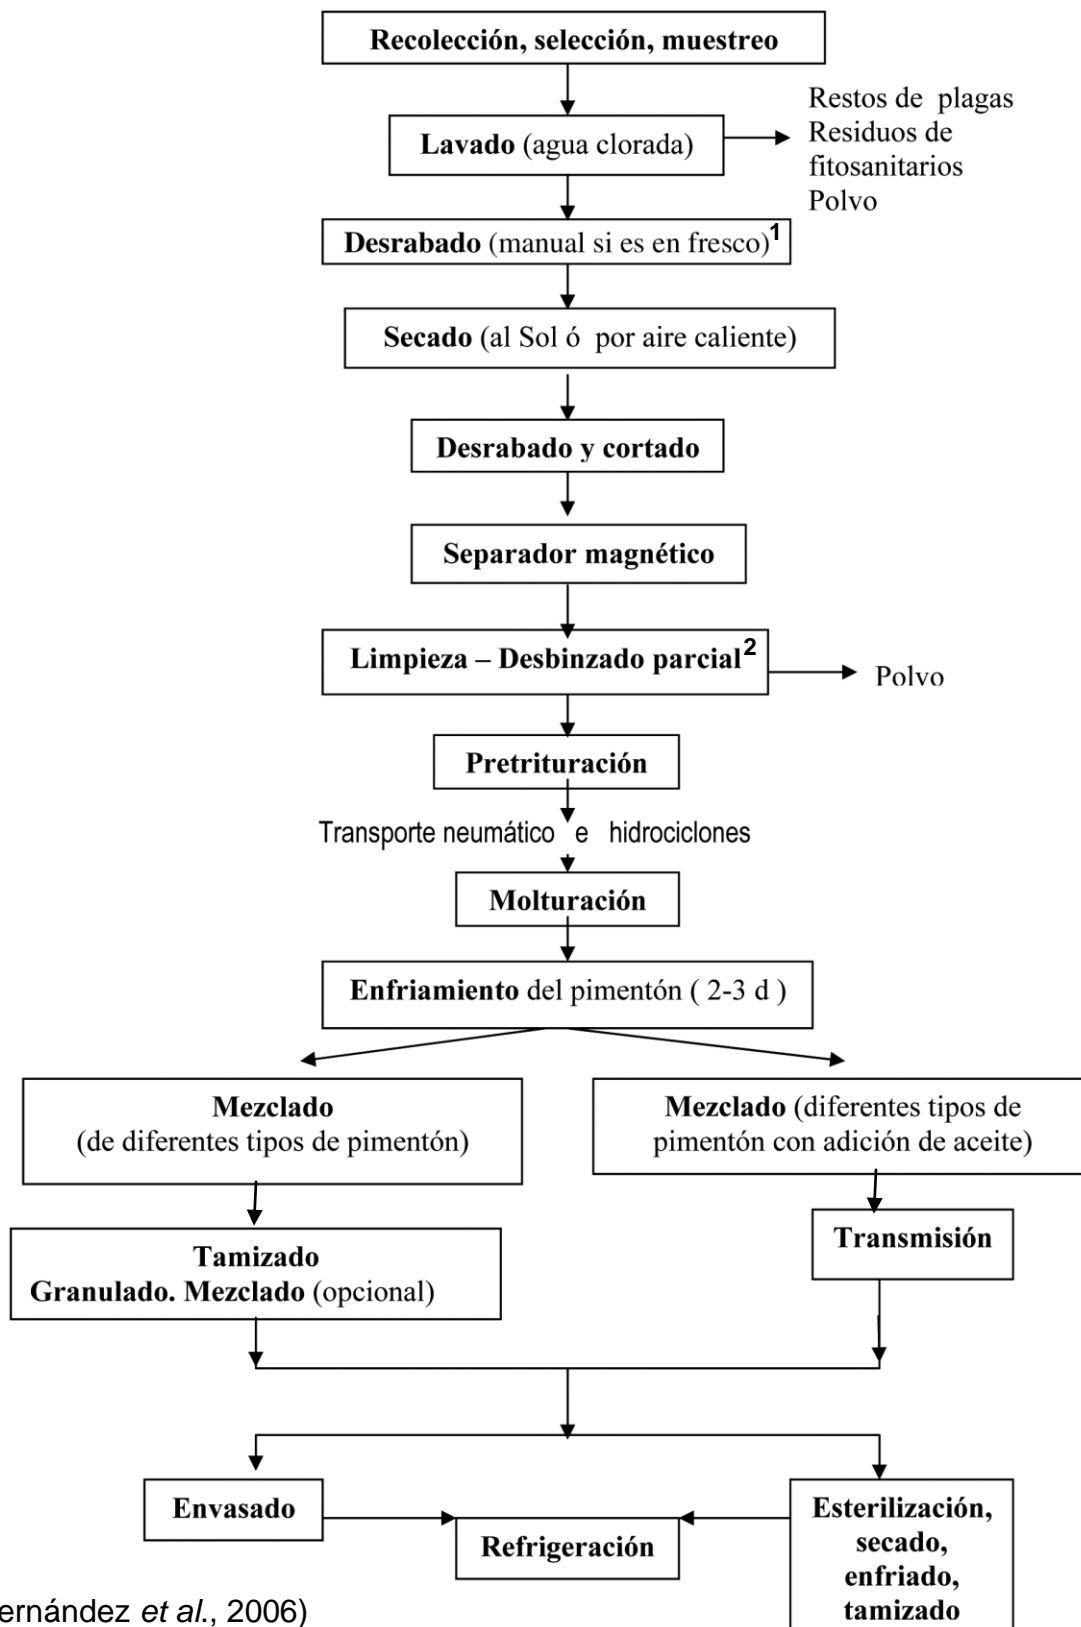 Recolección, selección, muestreo
Lavado (agua clorada)
Restos de plagas
Residuos de
fitosanitarios
Polvo
Desrabado (manual si es en fresco)1
Secado (al Sol ó por aire caliente)
Desrabado y cortado
Separador magnético
Limpieza – Desbinzado parcial2
Polvo
Pretrituración
Transporte neumático e hidrociclones
Molturación
Enfriamiento del pimentón ( 2-3 d )
Mezclado
(de diferentes tipos de pimentón)
Mezclado (diferentes tipos de
pimentón con adición de aceite)
Tamizado
Granulado. Mezclado (opcional)
Transmisión
Envasado
Refrigeración
Esterilización,
secado,
enfriado,
tamizado
ernández et al., 2006)